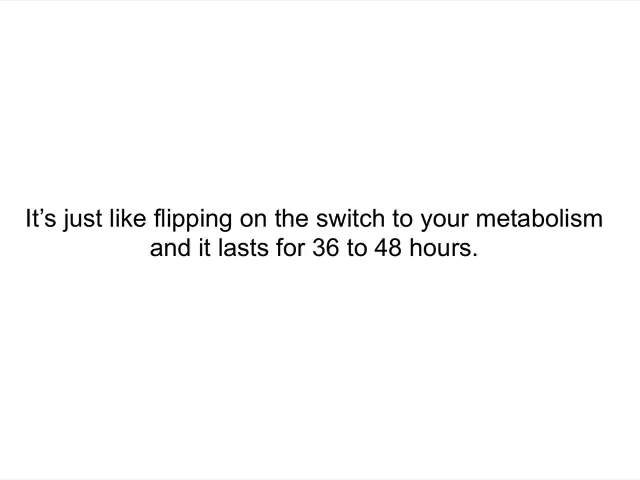 It’s just like flipping on the switch to your metabolism
and it lasts for 36 to 48 hours.